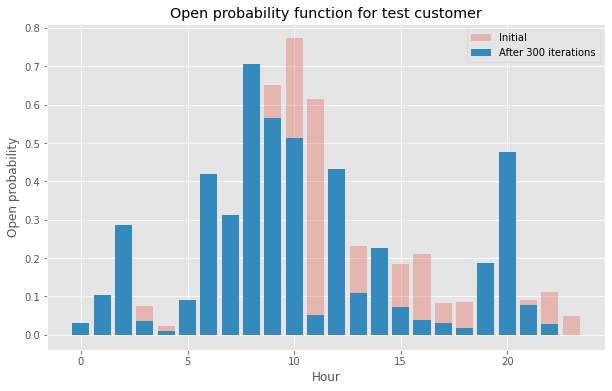 Open probability function for test customer
Initial
After 300 iterations
Open probability
0.8
0.7
0.6
0.5
0.4
0.3
0.2
0.1
0.0
0
5
10
15
20
Hour